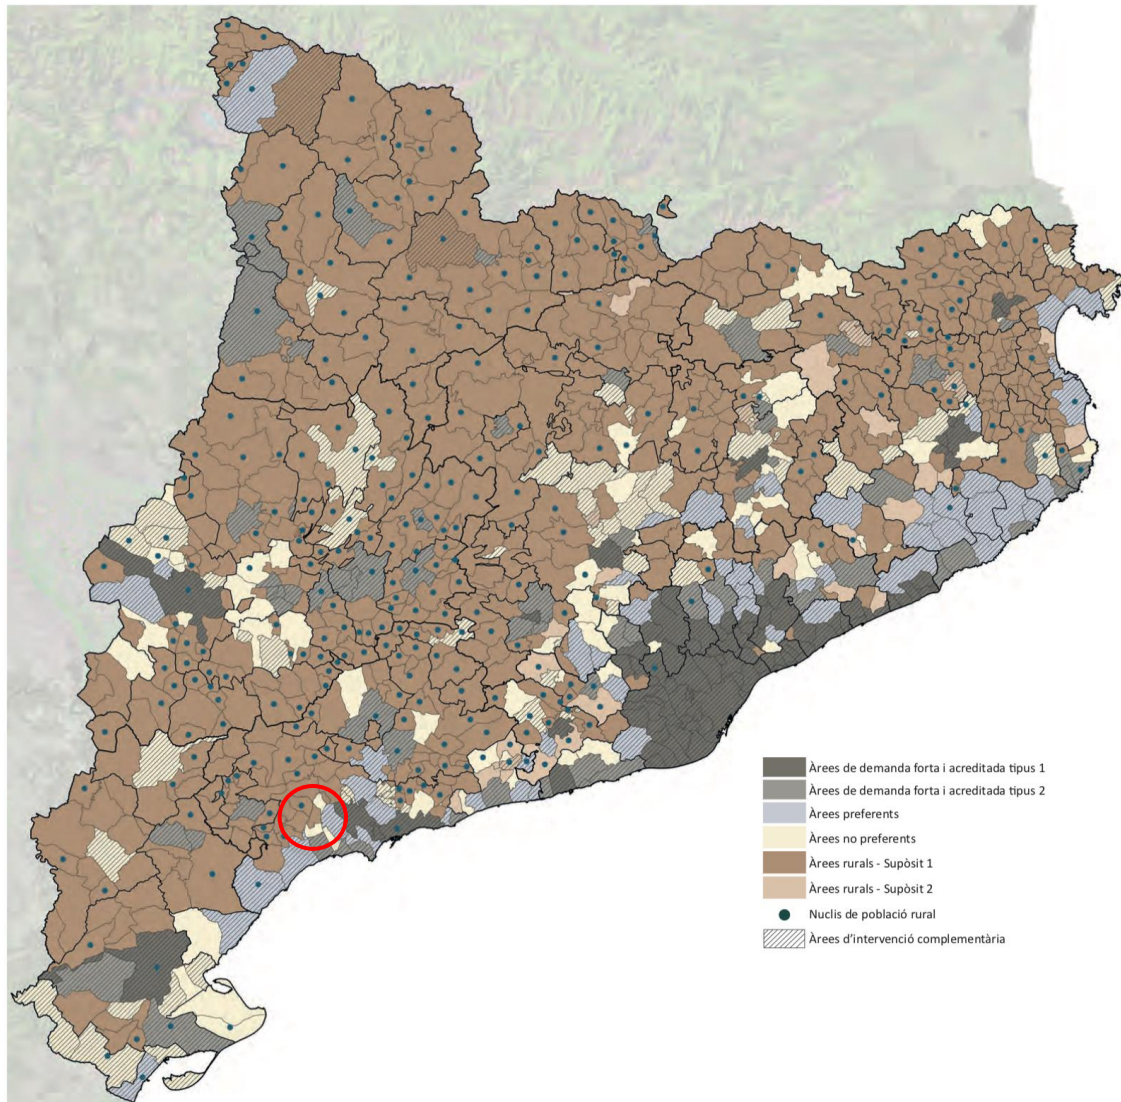 Àrees de demanda forta i acreditada tipus 1
Àrees de demanda forta i acreditada tipus 2
Àrees preferents
Àrees no preferents
Àrees rurals - Supòsit 1
Àrees rurals - Supòsit 2
Nuclis de població rural
Àrees d'intervenció complementària